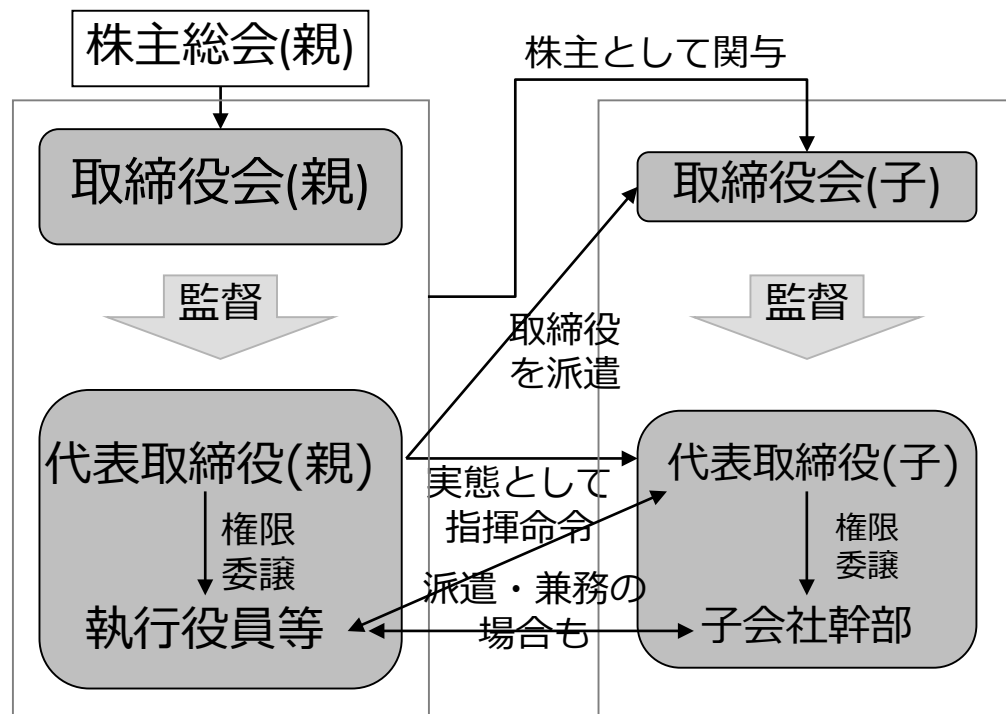 株主総会(親)
株主として関与
取締役会(親)
取締役会(子)
監督
監督
取締役
を派遣
代表取締役(親)
代表取締役(子)
実態として
指揮命令
権限
委譲
権限
委譲
派遣・兼務の
場合も
執行役員等
子会社幹部